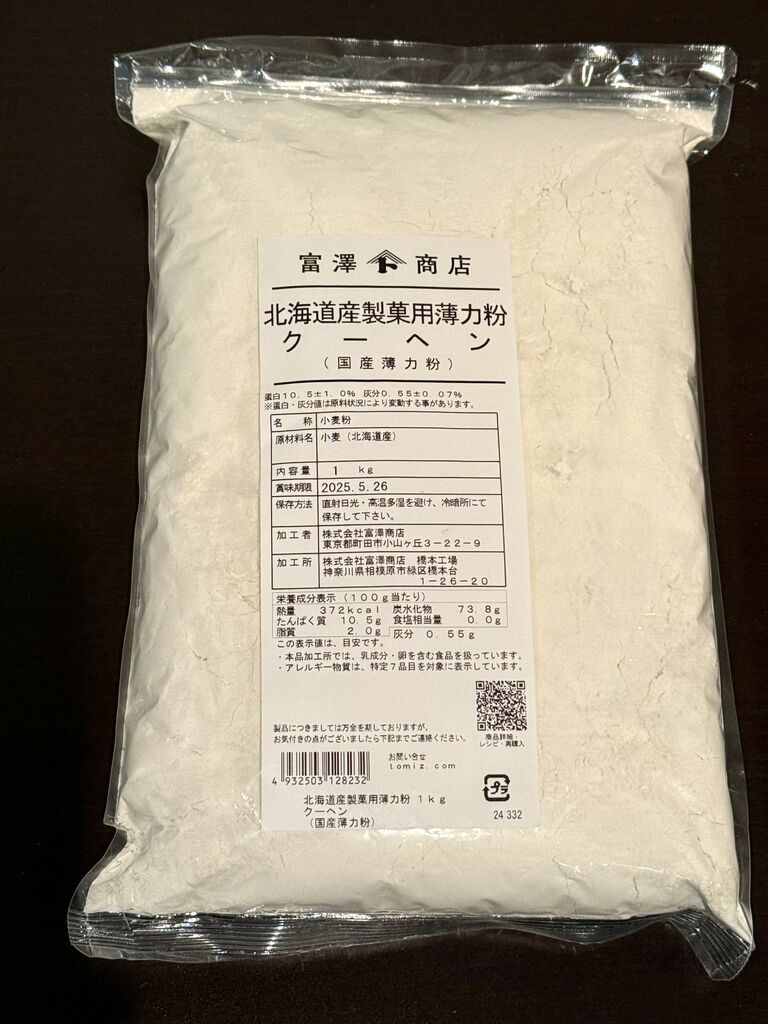 富澤 ト 商店
北海道産製菓用薄力粉
クーヘン
(国産薄力粉)
蛋白10.5±1.0% 灰分0.55±0.07%
※蛋白・灰分値は原料状況により変動する事があります。
名称 小麦粉
原材料名 小麦(北海道産)
内容量 1 kg
賞味期限 2025.5.26
保存方法 直射日光・高温多湿を避け、冷暗所にて
保存して下さい。
加工者 株式会社富澤商店
東京都町田市小山ヶ丘3-22-9
加工所 株式会社富澤商店 橋本工場
神奈川県相模原市緑区橋本台
1-26-20
栄養成分表示(100g当たり)
熱量 372kcal 炭水化物 73.8g
たんぱく質 10.5g 食塩相当量 0.0g
脂質 2.0g 灰分 0.55g
この表示値は、目安です。
・本品加工所では、乳成分・卵を含む食品を扱っています。
・アレルギー物質は、特定7品目を対象に表示しています。
商品詳細・
レシピ・再購入
製品につきましては万全を期しておりますが、
お気付きの点がございましたら下記までご連絡ください。
お問い合せ
tomiz.com
4 932503 128232
プラ
北海道産製菓用薄力粉 1kg
クーヘン
(国産薄力粉)
24 332